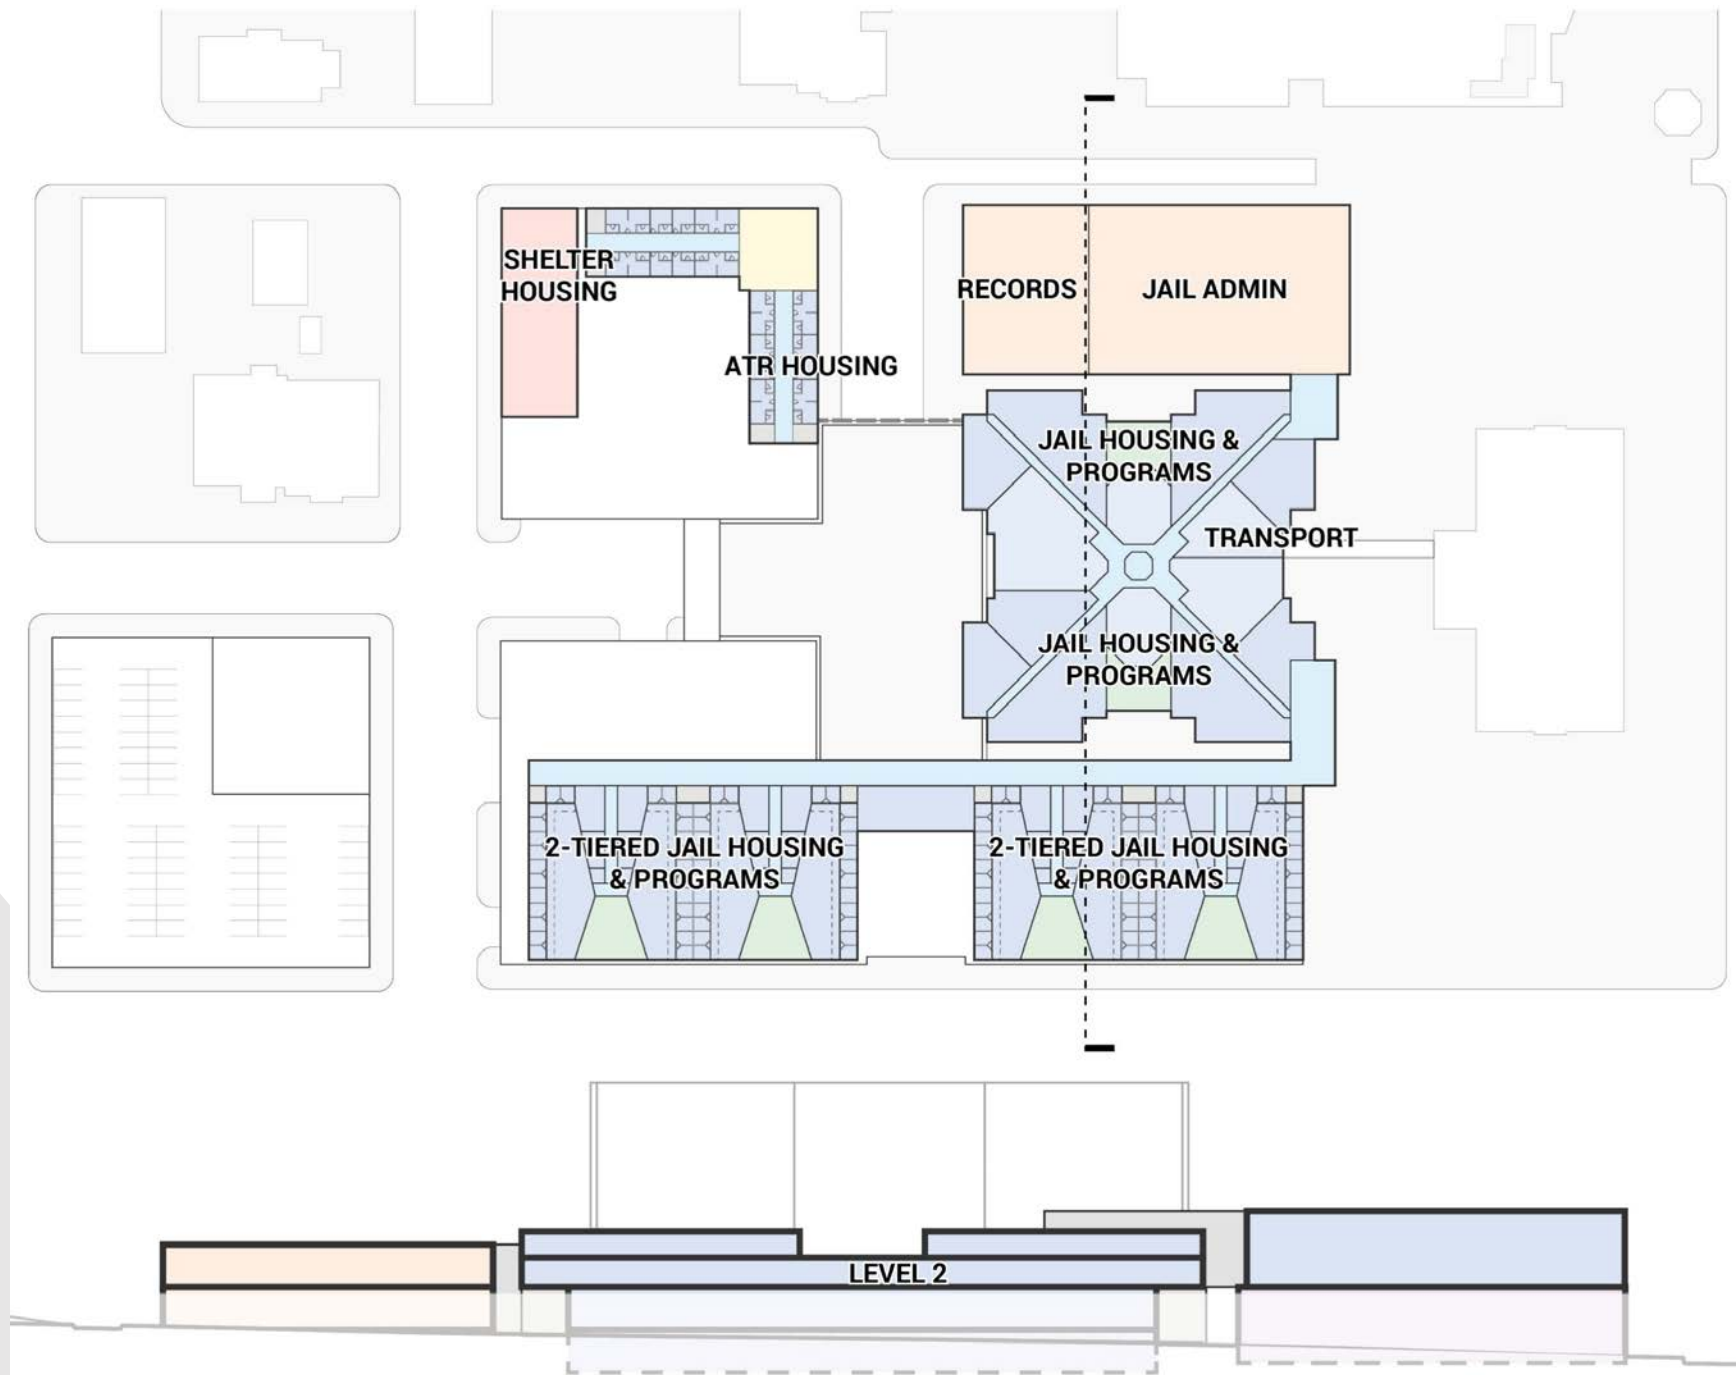 SHELTER
HOUSING
RECORDS
JAIL ADMIN
ATR HOUSING
JAIL HOUSING &
PROGRAMS
TRANSPORT
JAIL HOUSING &
PROGRAMS
2-TIERED JAIL HOUSING
& PROGRAMS
2-TIERED JAIL HOUSING
& PROGRAMS
LEVEL 2